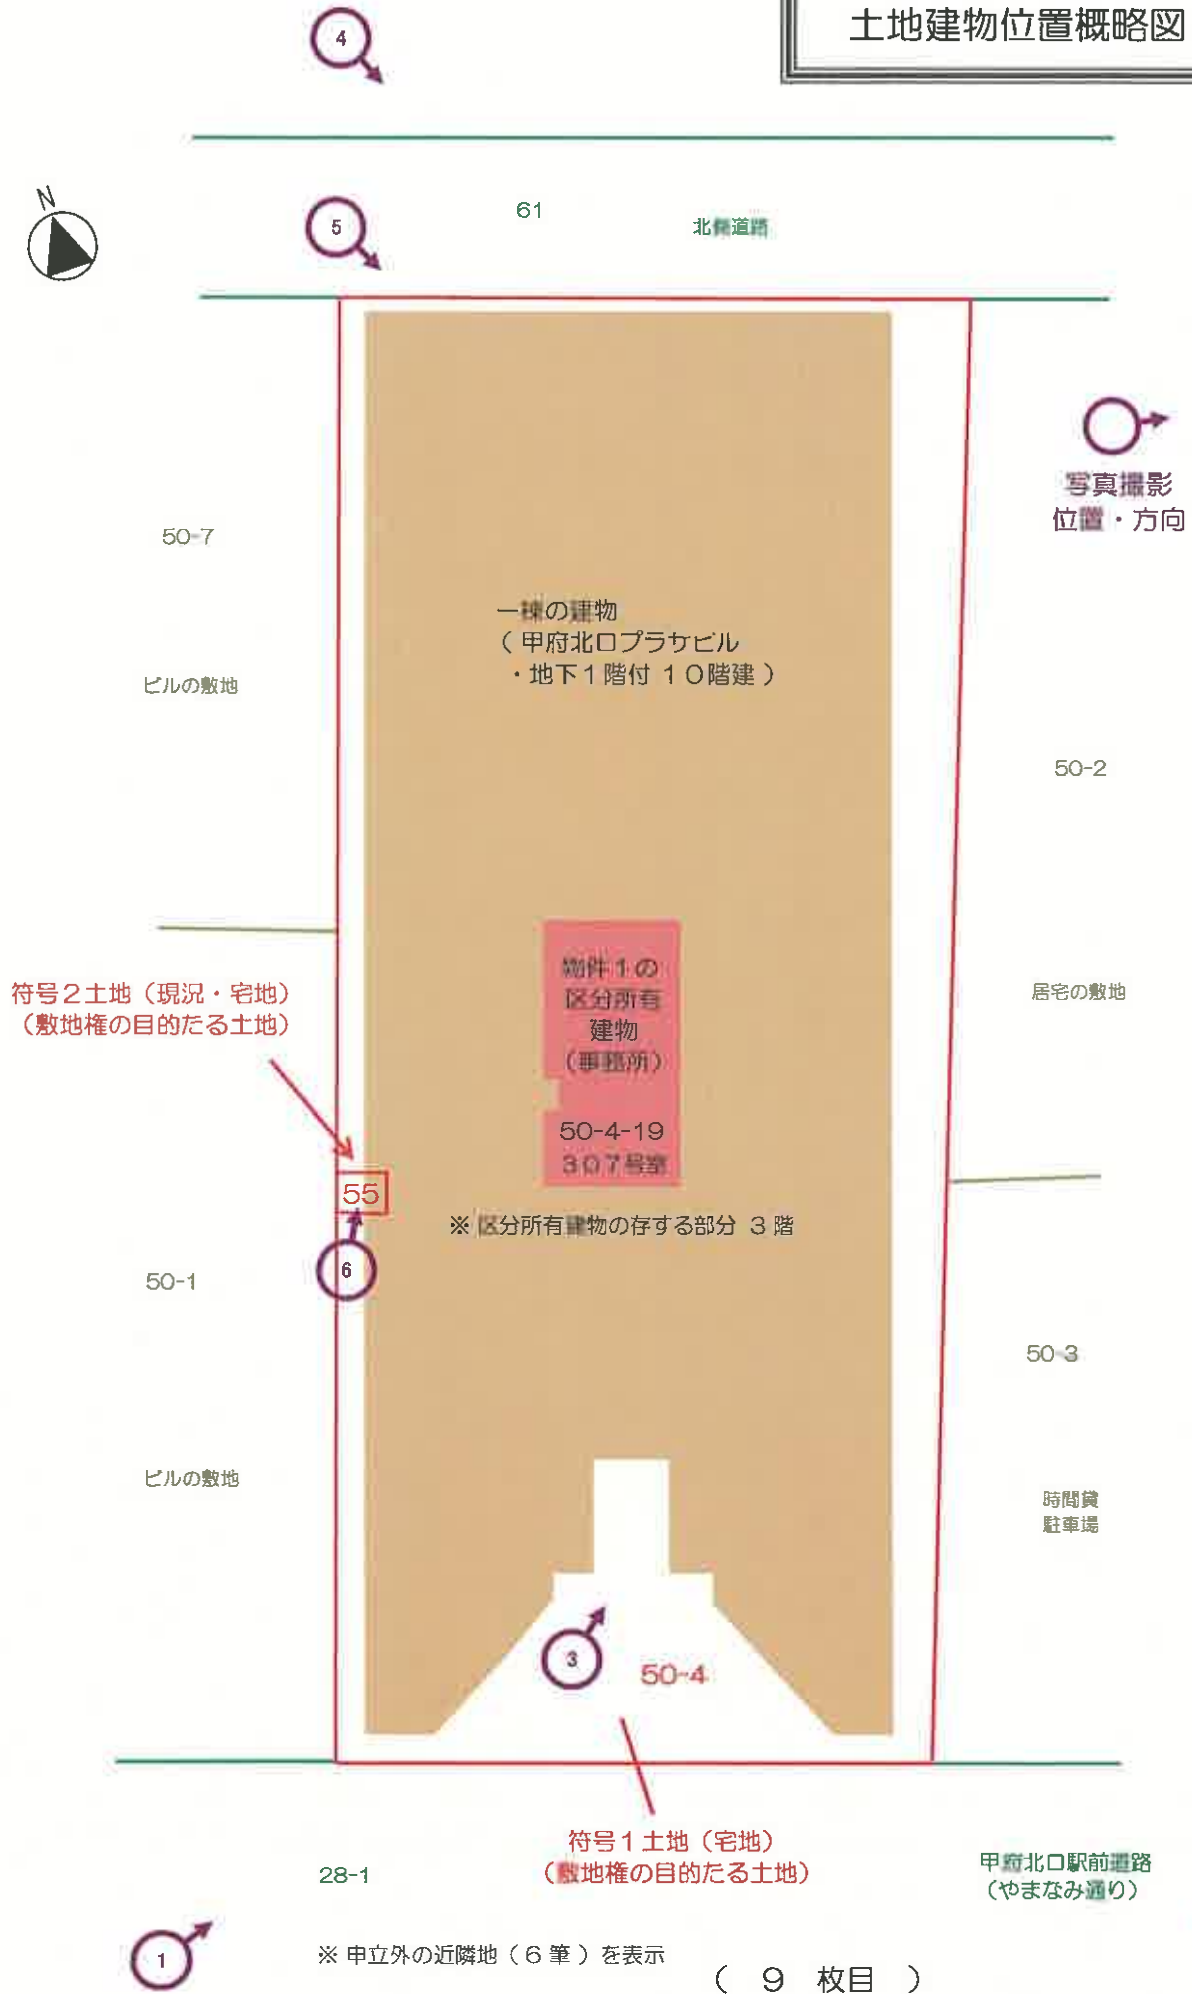 土地建物位置概略図
4
N
5
61
北側道路
写真撮影
位置・方向
50-7
一棟の建物
（甲府北口プラザビル
・地下1階付 10階建）
ビルの敷地
50-2
物件1の
区分所有
建物
（事務所）
50-4-19
307号室
符号2土地（現況・宅地）
（敷地権の目的たる土地）
居宅の敷地
55
※ 区分所有建物の存する部分 3階
6
50-1
50-3
ビルの敷地
時間貸
駐車場
3
50-4
符号1土地（宅地）
（敷地権の目的たる土地）
28-1
甲府北口駅前道路
（やまなみ通り）
1
※ 申立外の近隣地（6筆）を表示
（ 9 枚目 ）